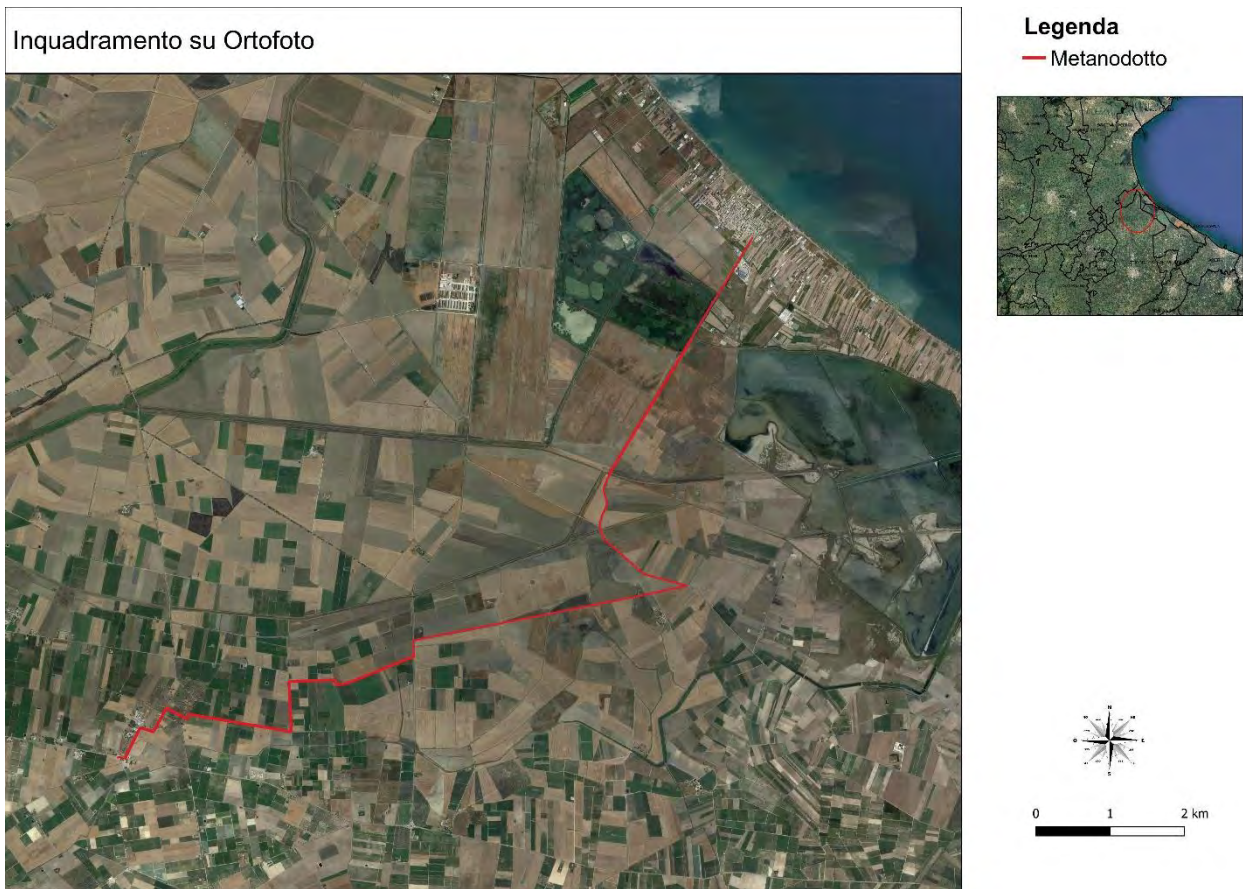 Inquadramento su Ortofoto
Legenda
Metanodotto
N
O
E
S
0 1 2 km